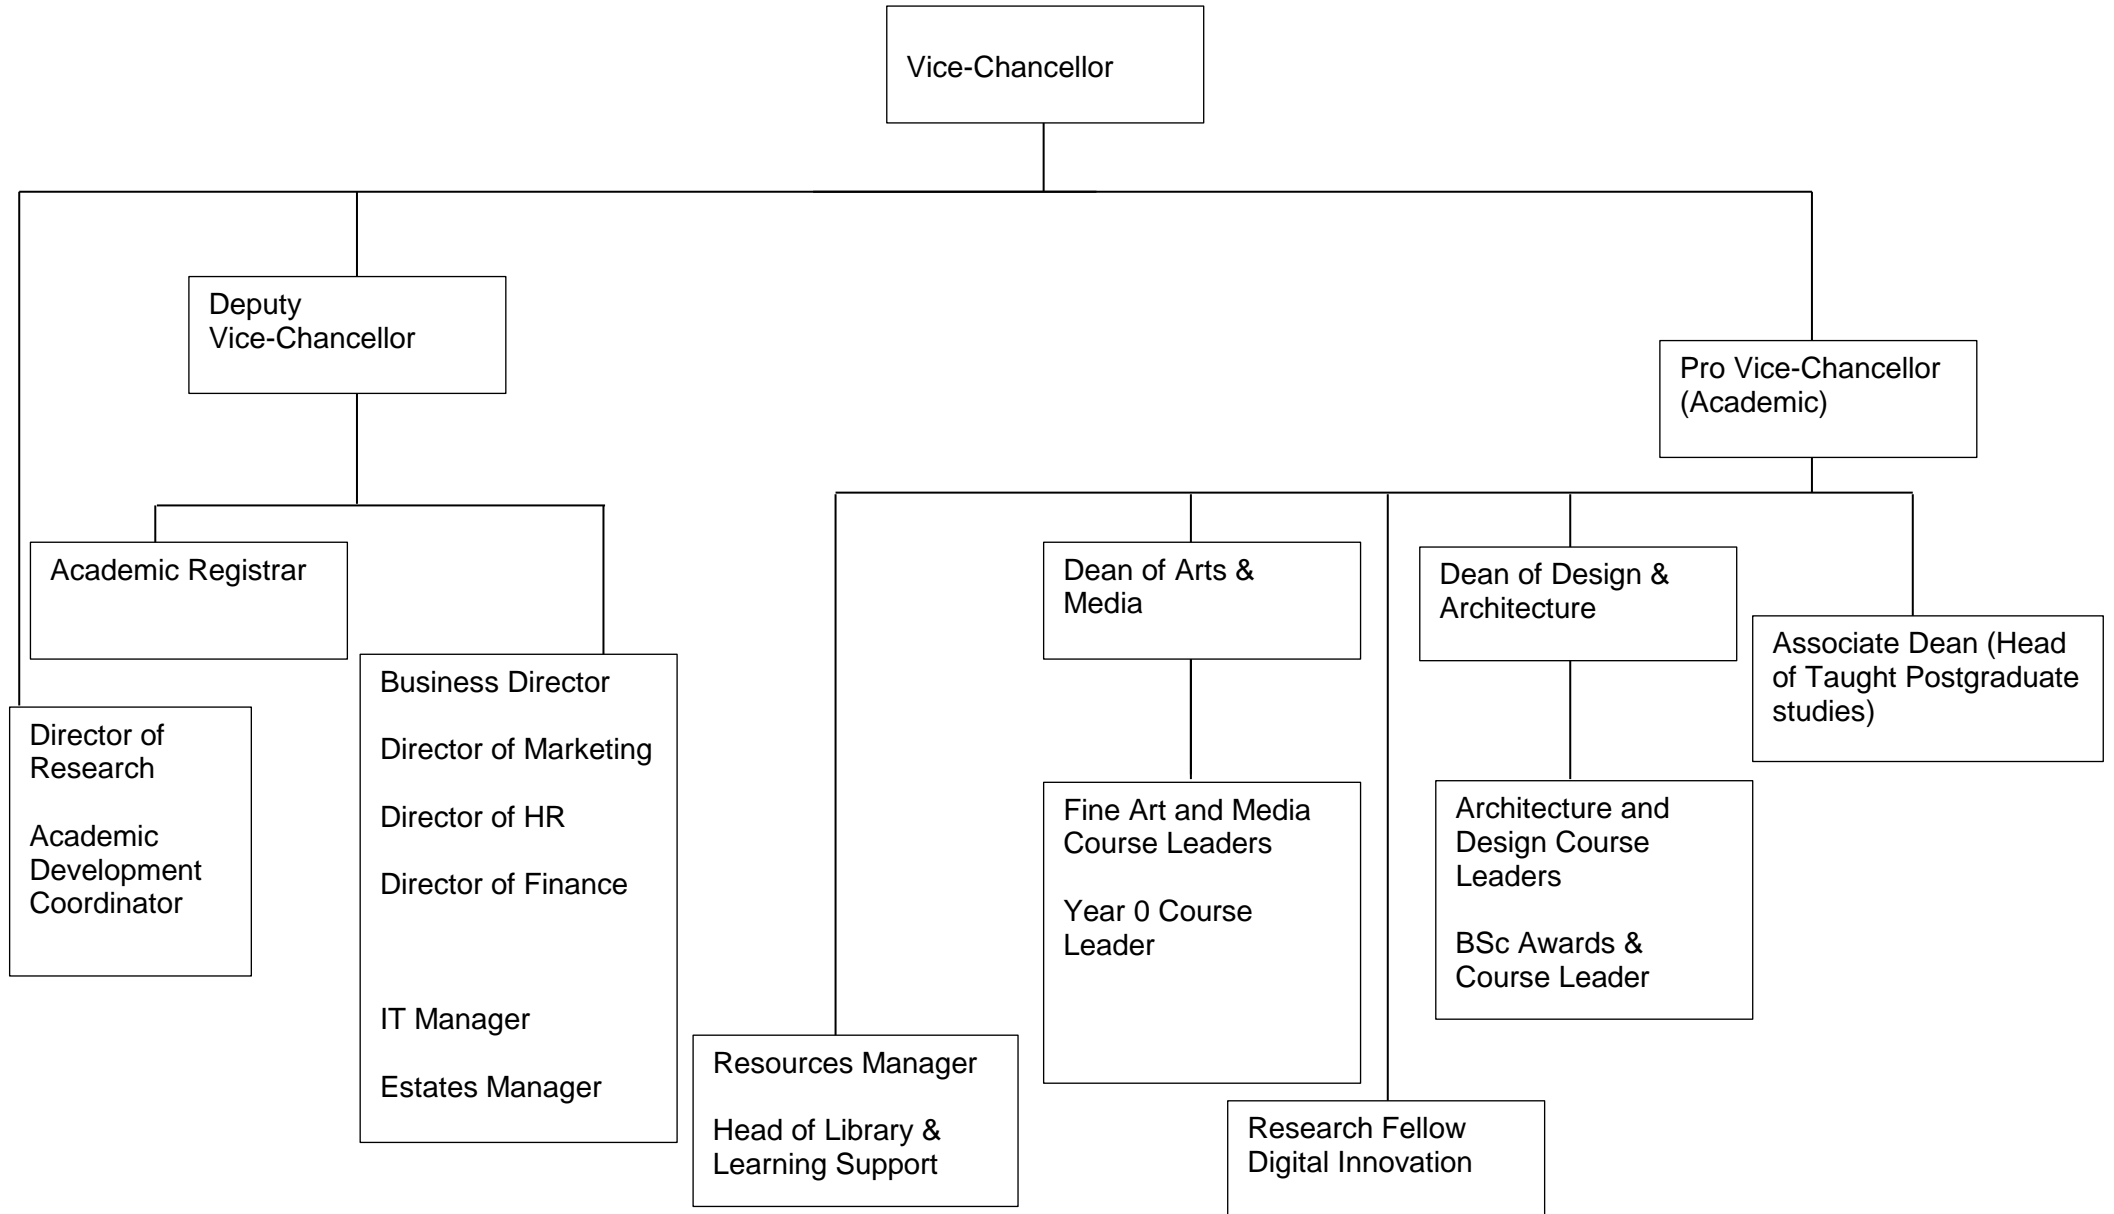 Vice-Chancellor
Deputy
Vice-Chancellor
Pro Vice-Chancellor
(Academic)
Academic Registrar
Dean of Arts &
Media
Dean of Design &
Architecture
Associate Dean (Head
of Taught Postgraduate
studies)
Director of
Research
Academic
Development
Coordinator
Business Director
Director of Marketing
Director of HR
Director of Finance
IT Manager
Estates Manager
Resources Manager
Head of Library &
Learning Support
Fine Art and Media
Course Leaders
Year 0 Course
Leader
Research Fellow
Digital Innovation
Architecture and
Design Course
Leaders
BSc Awards &
Course Leader